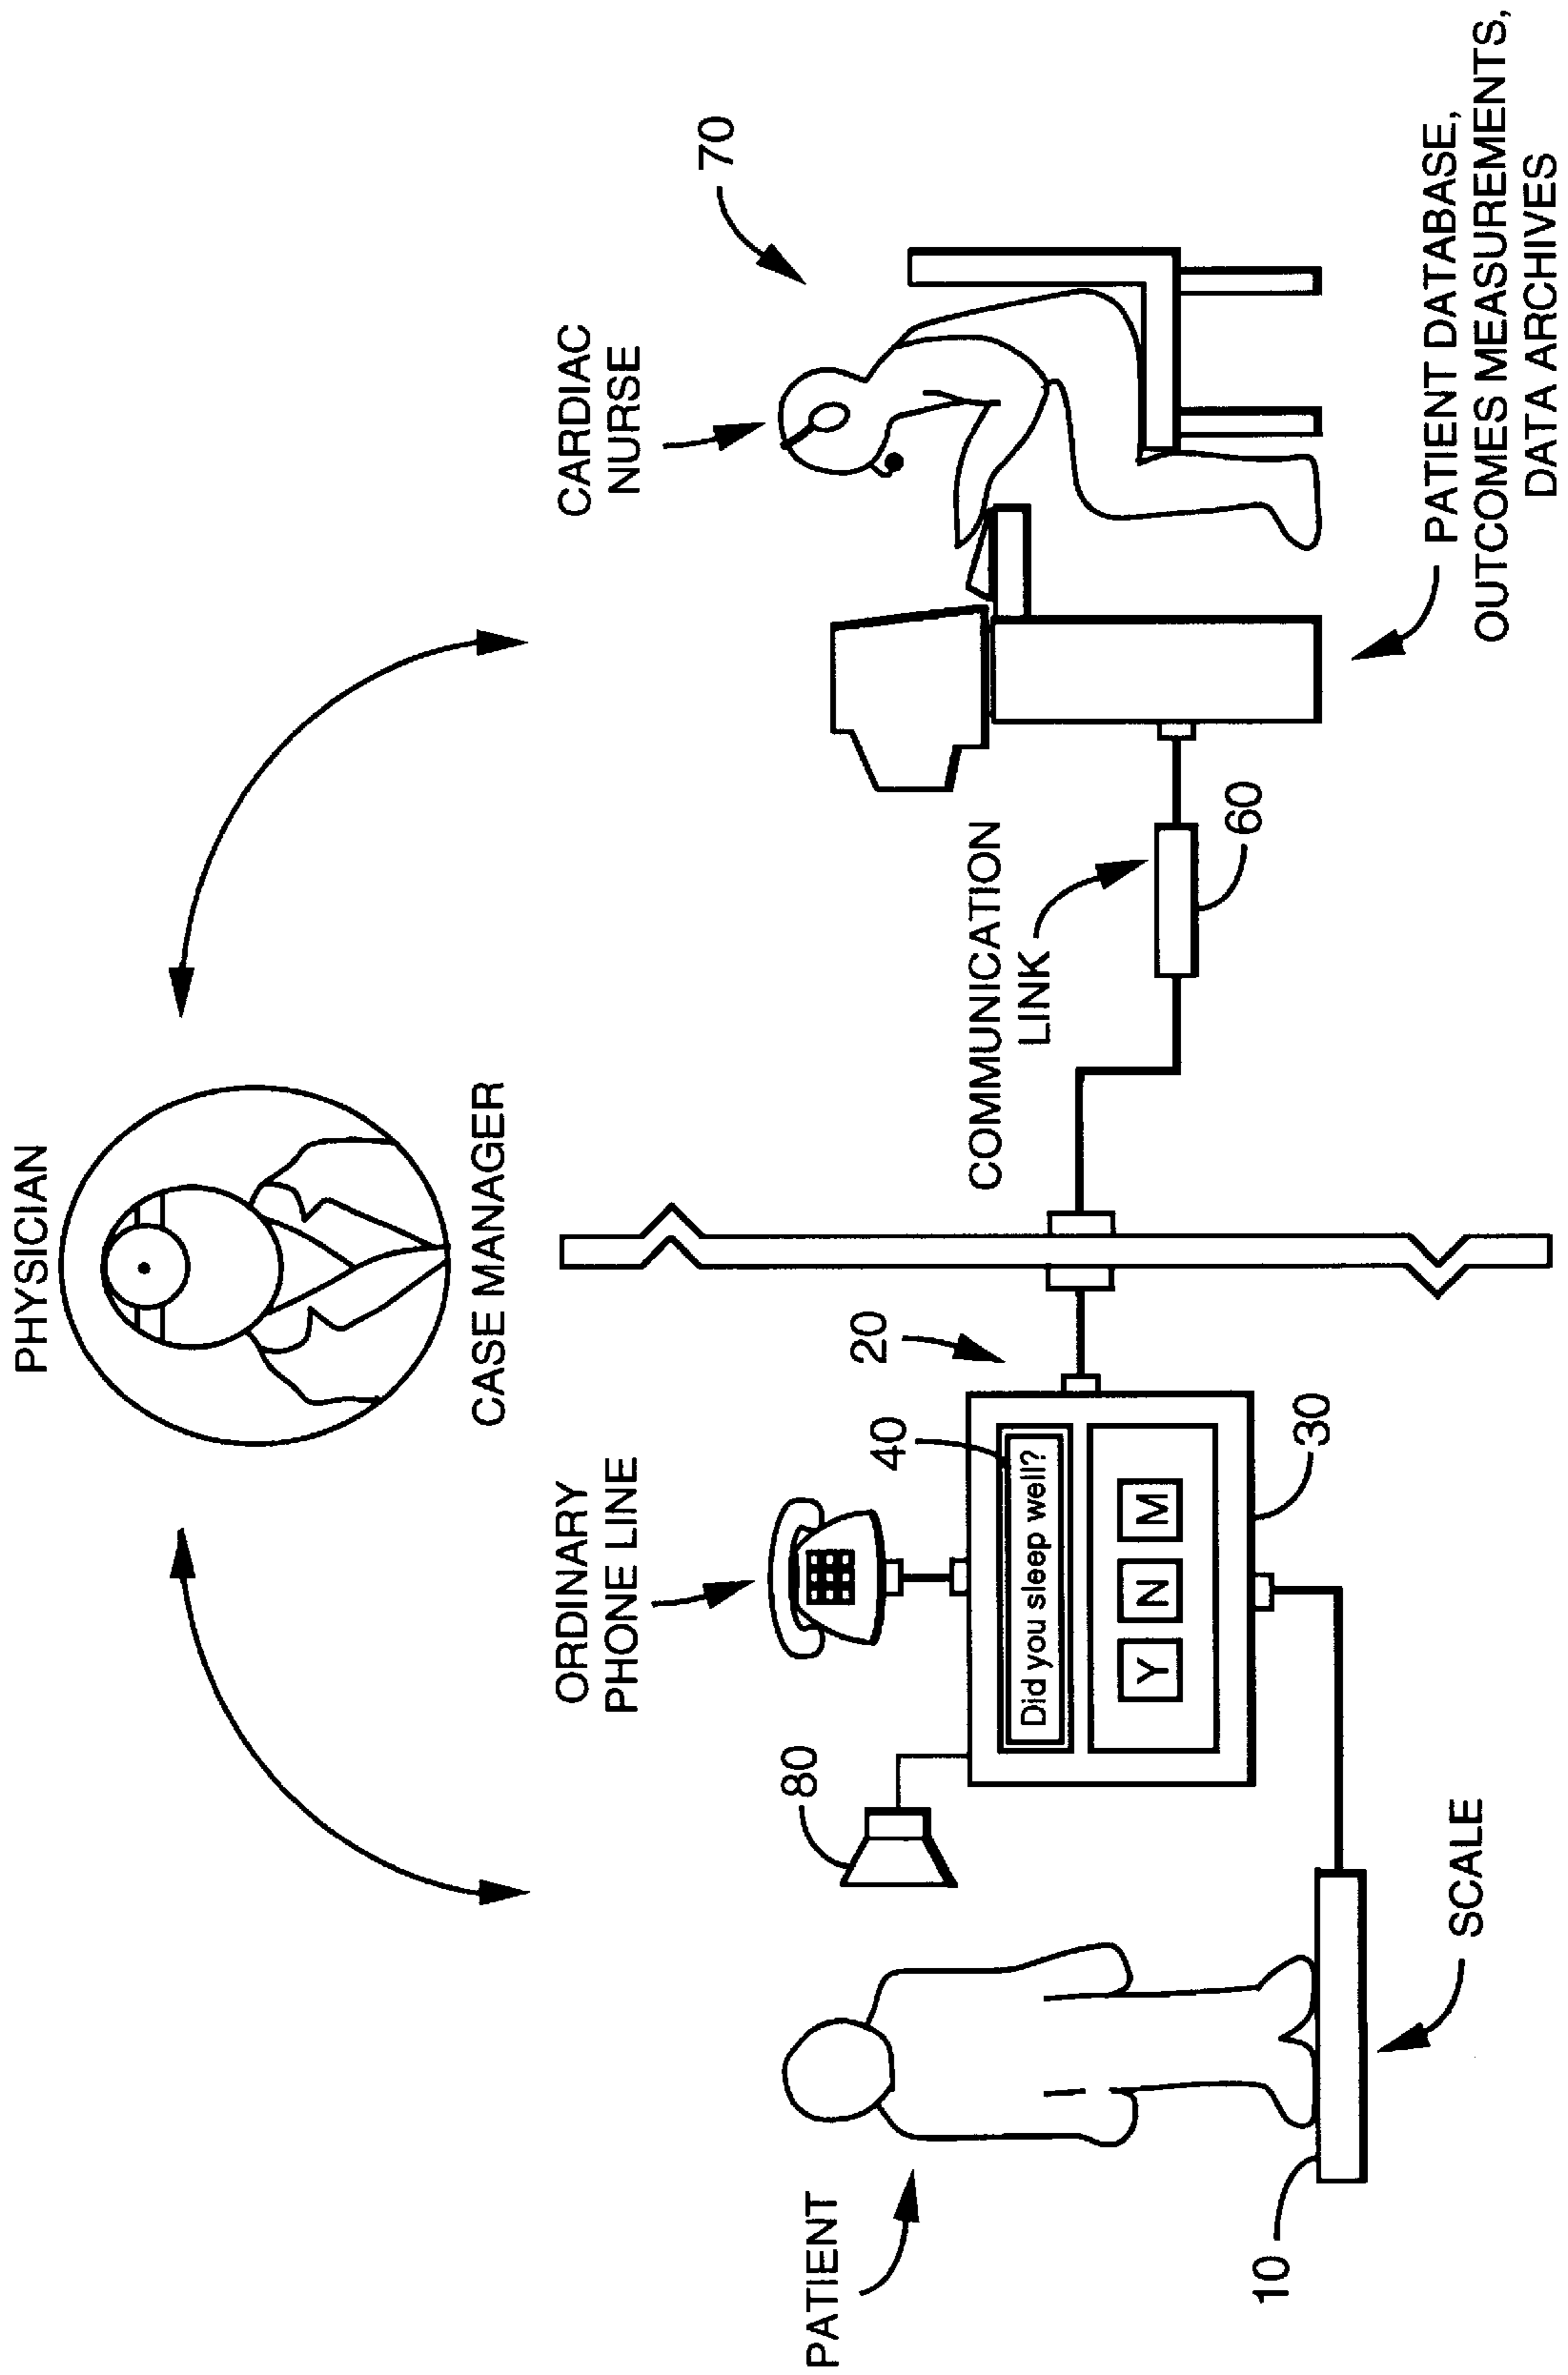 PHYSICIAN
CASE MANAGER
ORDINARY
PHONE LINE
CARDIAC
NURSE
70
80
40
20
COMMUNICATION
LINK
60
PATIENT
Did you sleep well?
Y N M
30
10
SCALE
PATIENT DATABASE,
OUTCOMES MEASUREMENTS,
DATA ARCHIVES